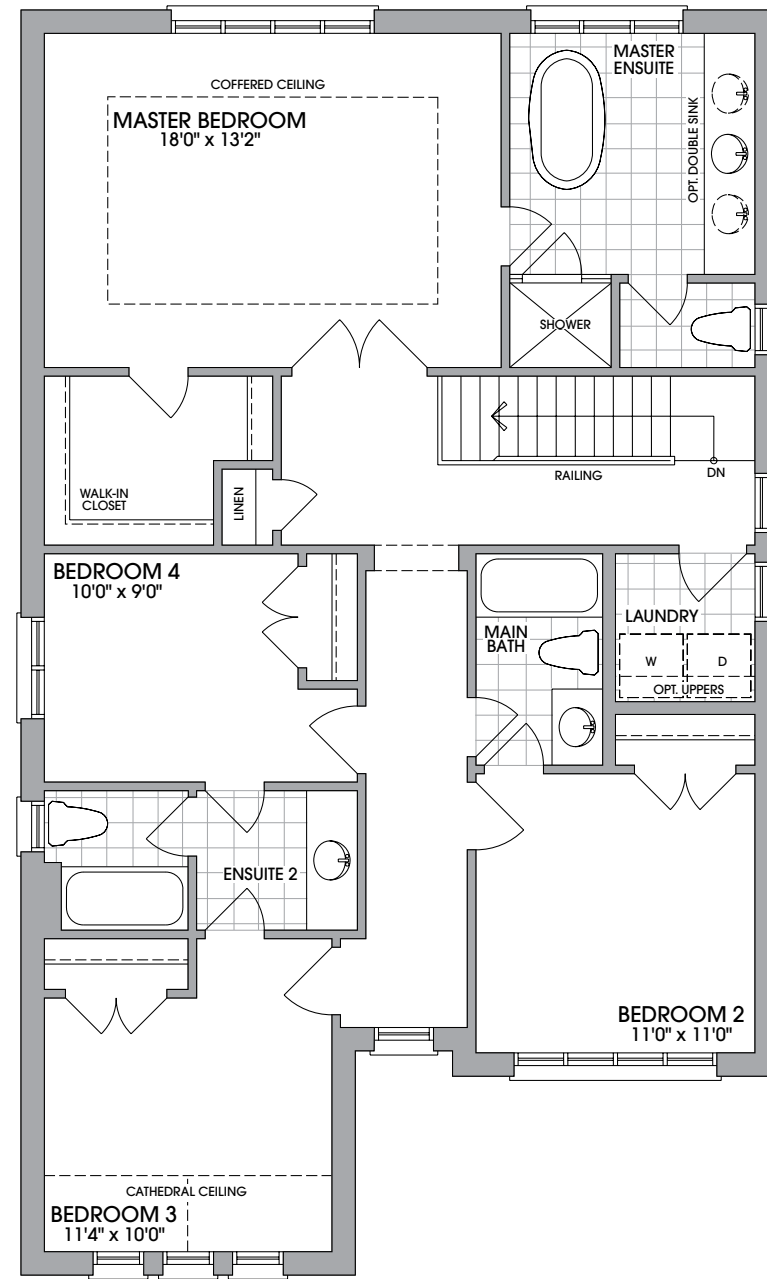 MASTER
ENSUITE
COFFERED CEILING
MASTER BEDROOM
18'0" x 13'2"
OPT. DOUBLE SINK
SHOWER
WALK-IN
CLOSET
LINEN
RAILING
DN
BEDROOM 4
10'0" x 9'0"
MAIN
BATH
LAUNDRY
W
D
OPT. UPPERS
ENSUITE 2
BEDROOM 2
11'0" x 11'0"
CATHEDRAL CEILING
BEDROOM 3
11'4" x 10'0"